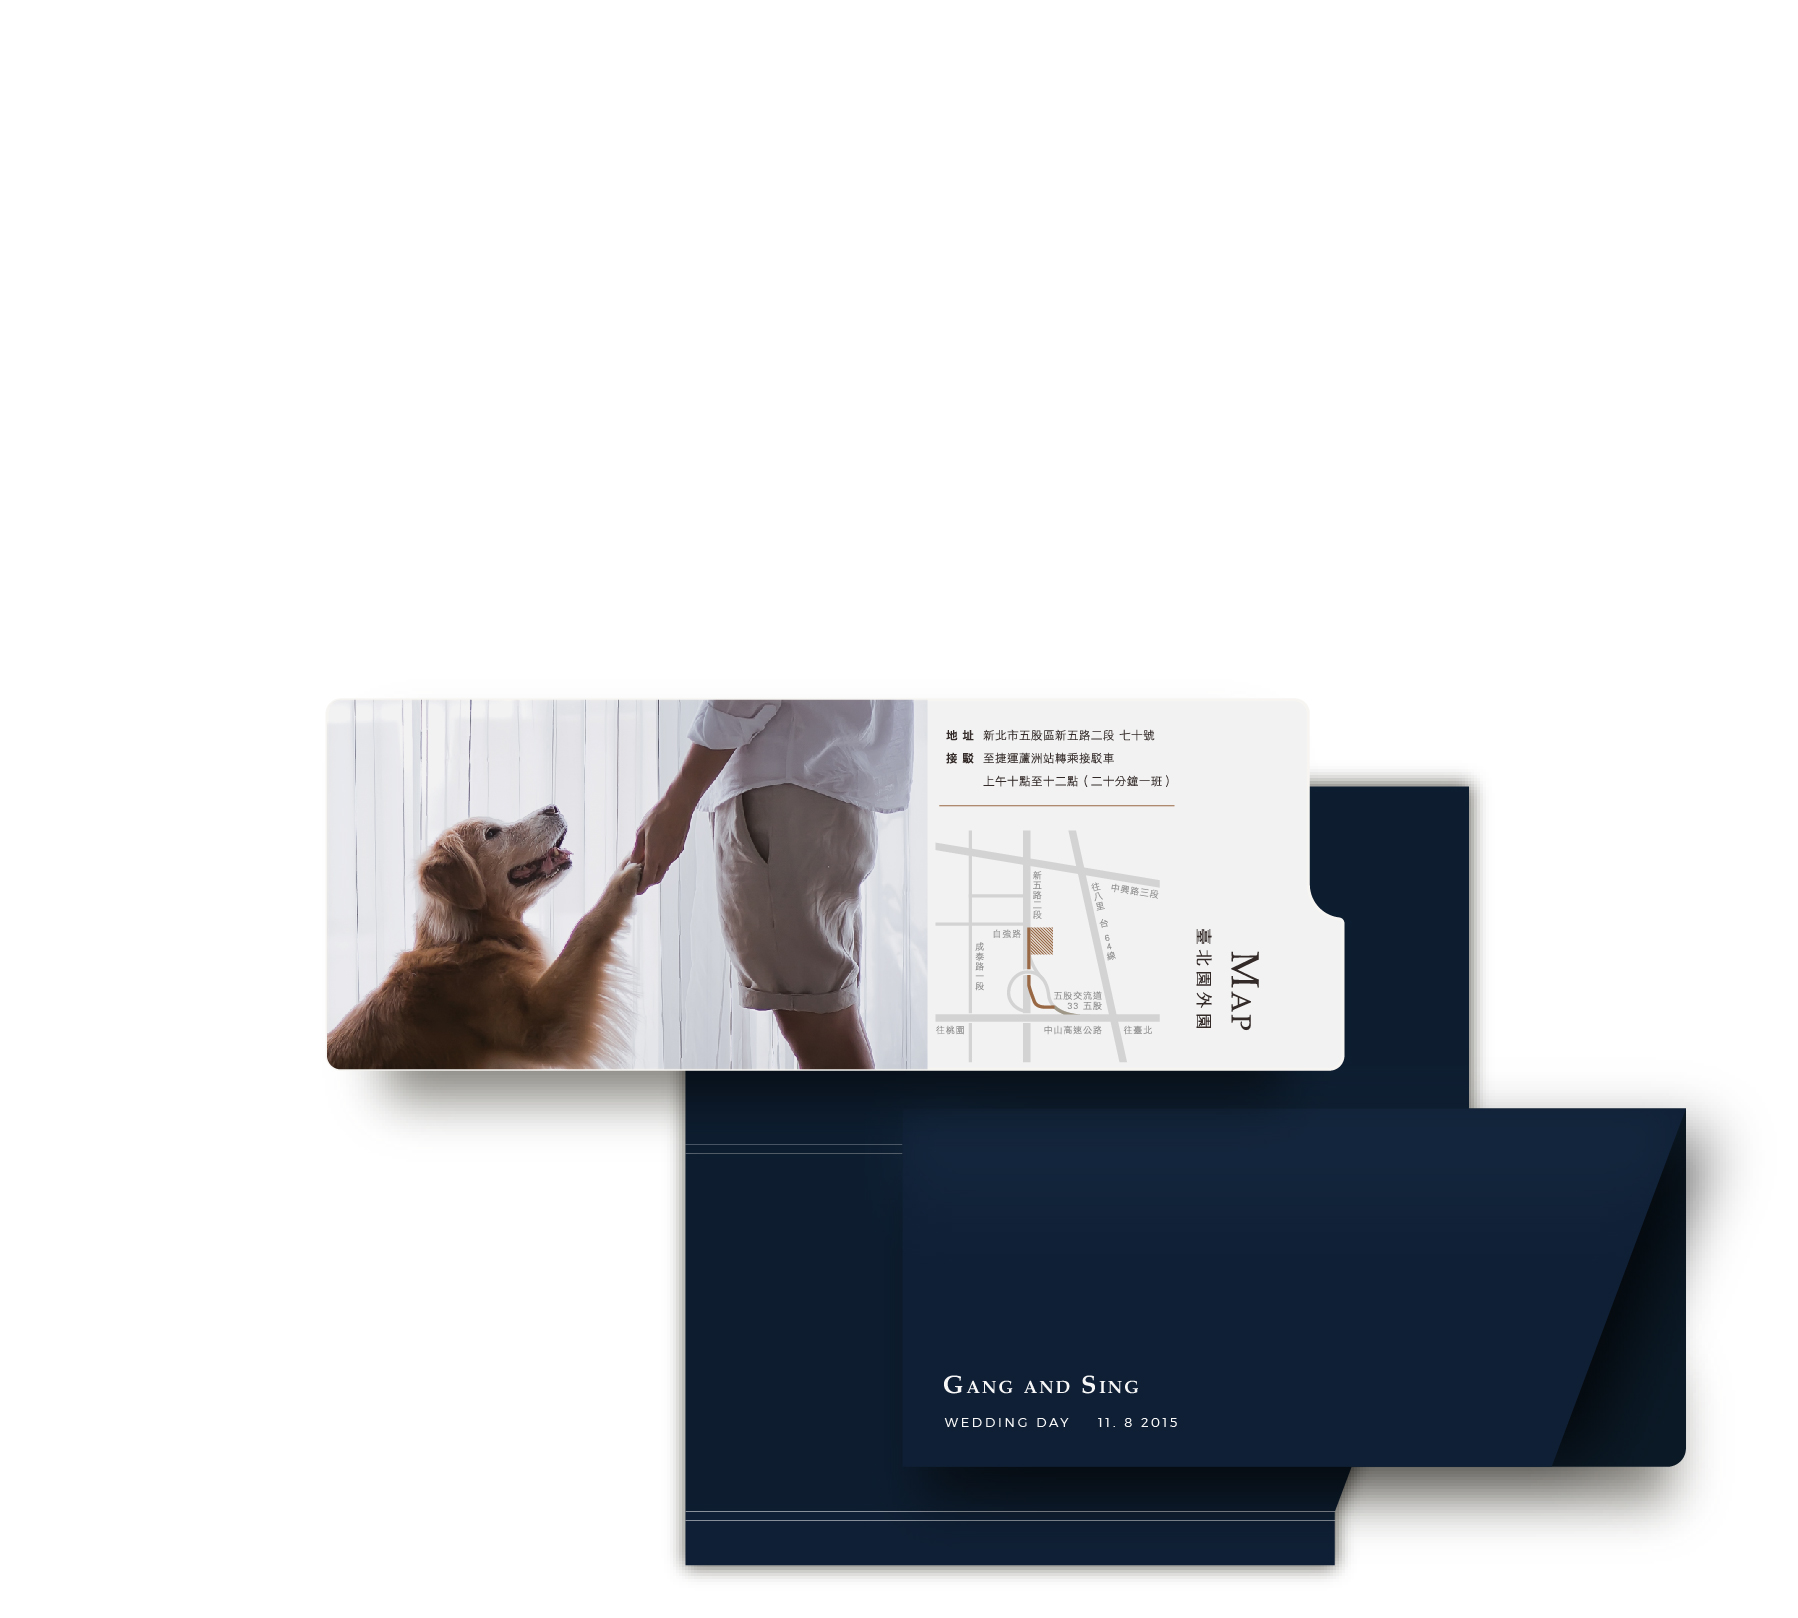 地址 新北市五股區新五路二段 七十號
接駁 至捷運蘆洲站轉乘接駁車
上午十點至十二點（二十分鐘一班）
新五路二段
往八里 台64線
中興路三段
自強路
成泰路一段
五股交流道
33 五股
往桃園
中山高速公路
往臺北
MAP
臺北園外園
GANG AND SING
WEDDING DAY 11. 8 2015